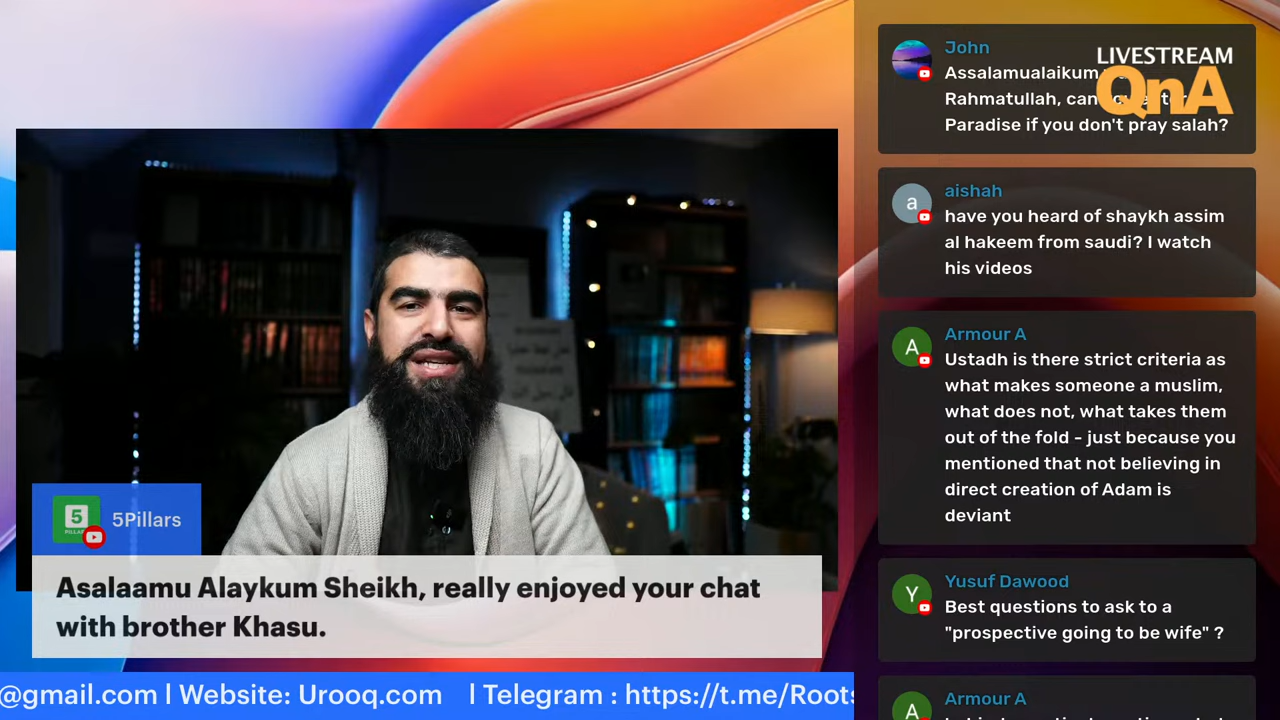 5Pillars
Asalaamu Alaykum Sheikh, really enjoyed your chat
with brother Khasu.
@gmail.com | Website: Urooq.com | Telegram : https://t.me/Roots
LIVESTREAM
QnA
John
Assalamualaikum
Rahmatullah, can
Paradise if you don't pray salah?
a
aishah
have you heard of shaykh assim
al hakeem from saudi? I watch
his videos
A
Armour A
Ustadh is there strict criteria as
what makes someone a muslim,
what does not, what takes them
out of the fold - just because you
mentioned that not believing in
direct creation of Adam is
deviant
Y
Yusuf Dawood
Best questions to ask to a
"prospective going to be wife" ?
A
Armour A